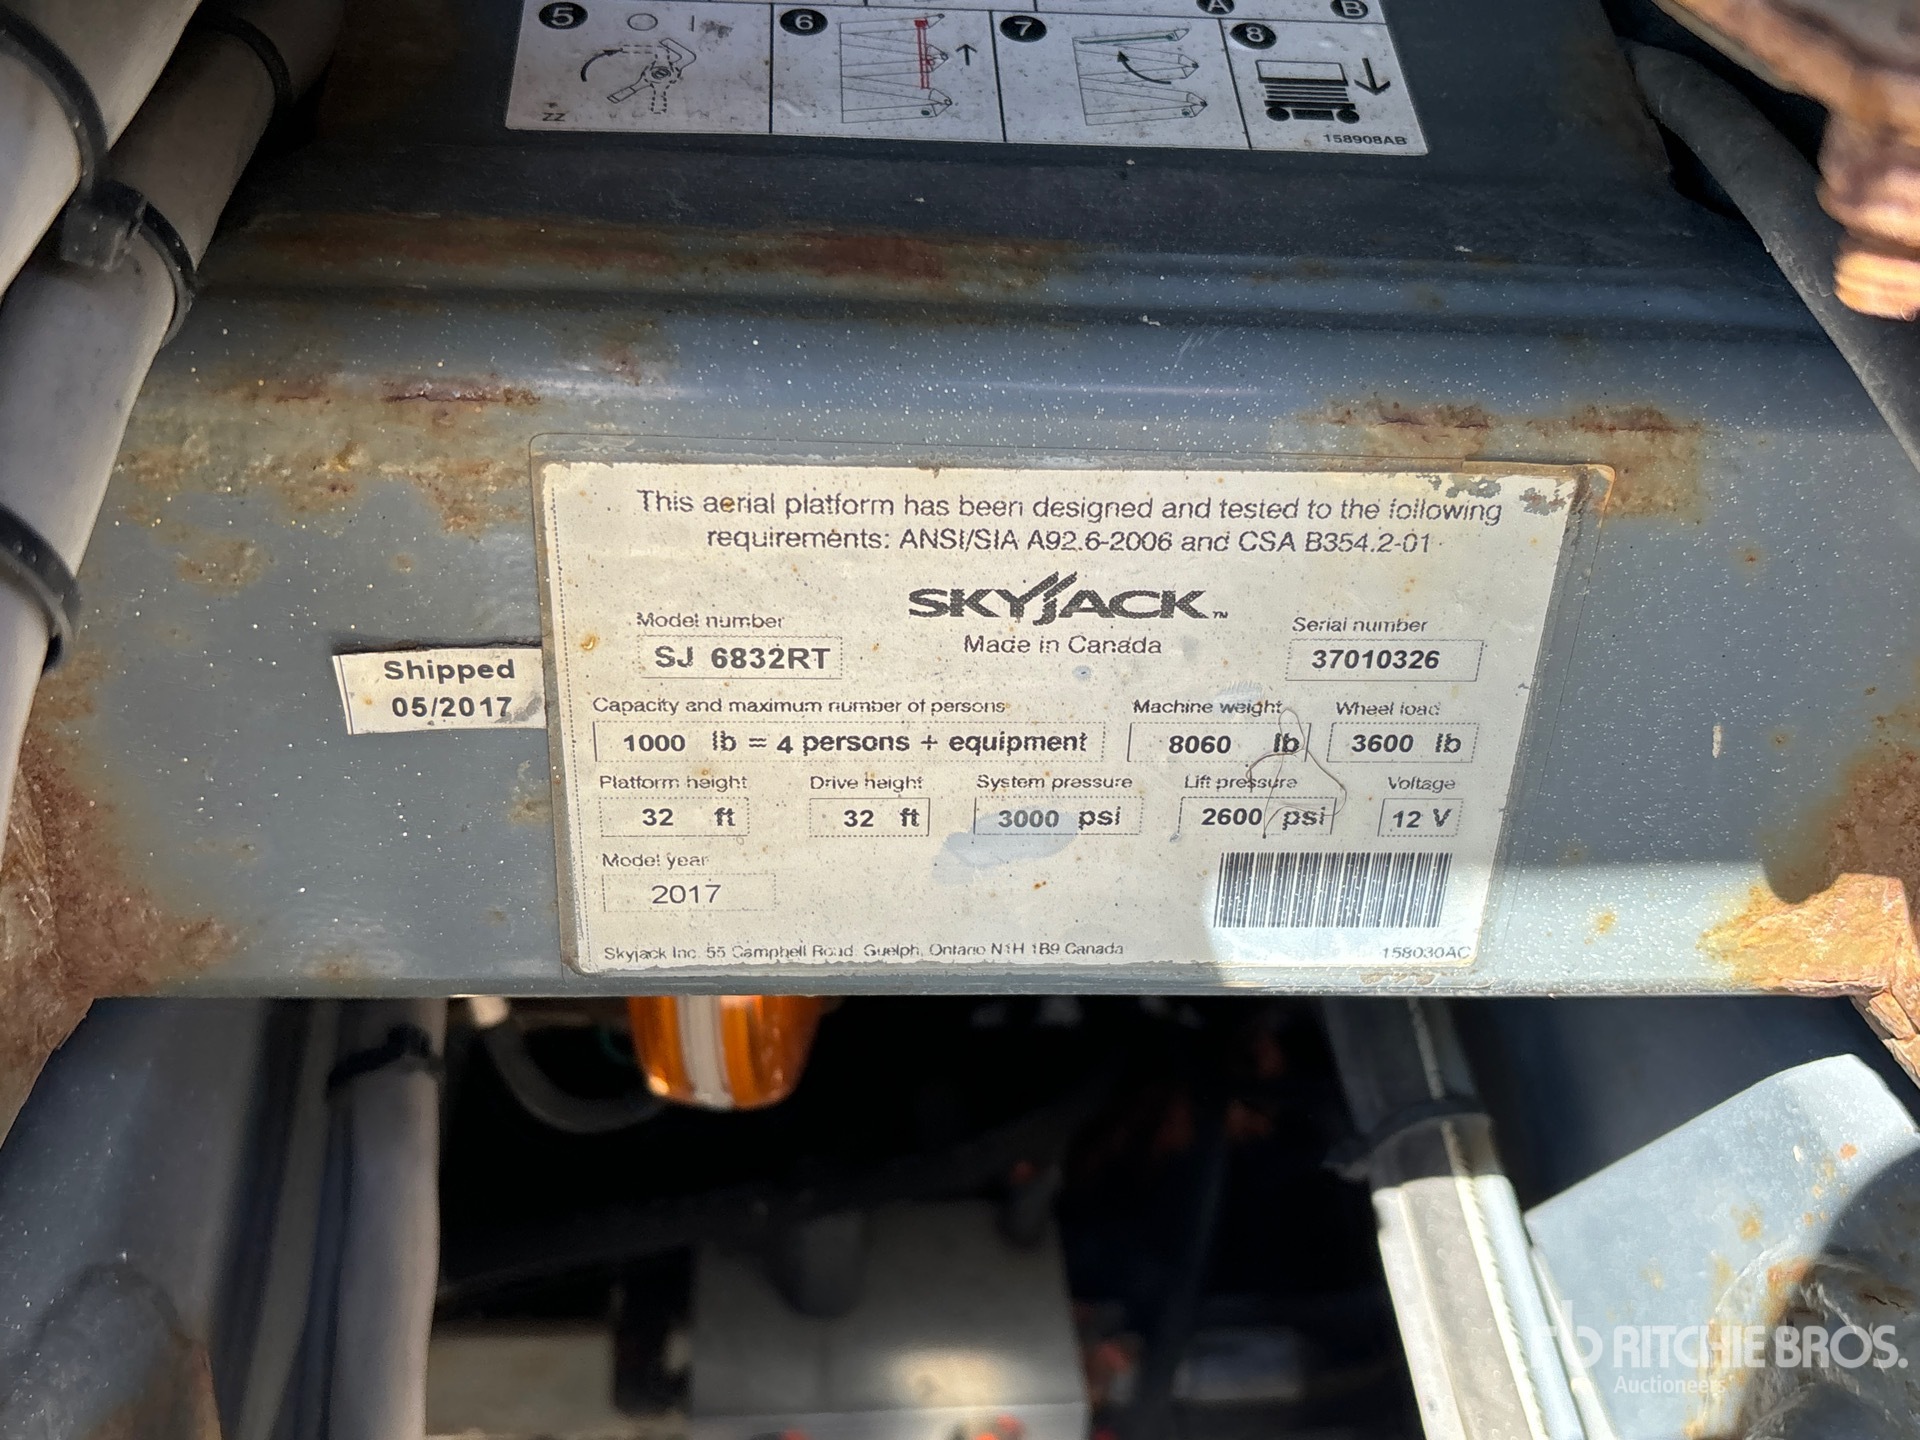 A B
5 O I 6 7 8
ZZ
158908AB
This aerial platform has been designed and tested to the following
requirements: ANSI/SIA A92.6-2006 and CSA B354.2-01
SKYJACK™
Made in Canada
Model number
SJ 6832RT
Serial number
37010326
Shipped
05/2017
Capacity and maximum number of persons
1000 lb = 4 persons + equipment
Machine weight
8060 lb
Wheel load
3600 lb
Platform height
32 ft
Drive height
32 ft
System pressure
3000 psi
Lift pressure
2600 psi
Voltage
12 V
Model year
2017
Skyjack Inc. 55 Campbell Road. Guelph, Ontario N1H 1B9 Canada
158030AC
rb RITCHIE BROS.
Auctioneers